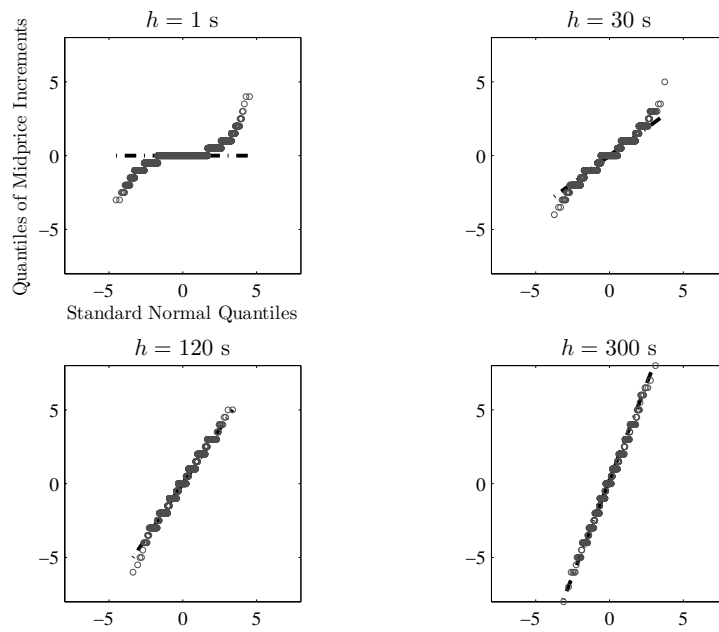 h = 1 s
h = 30 s
Quantiles of Midprice Increments
5
0
−5
−5 0 5
Standard Normal Quantiles
5
0
−5
−5 0 5
h = 120 s
h = 300 s
5
0
−5
−5 0 5
5
0
−5
−5 0 5